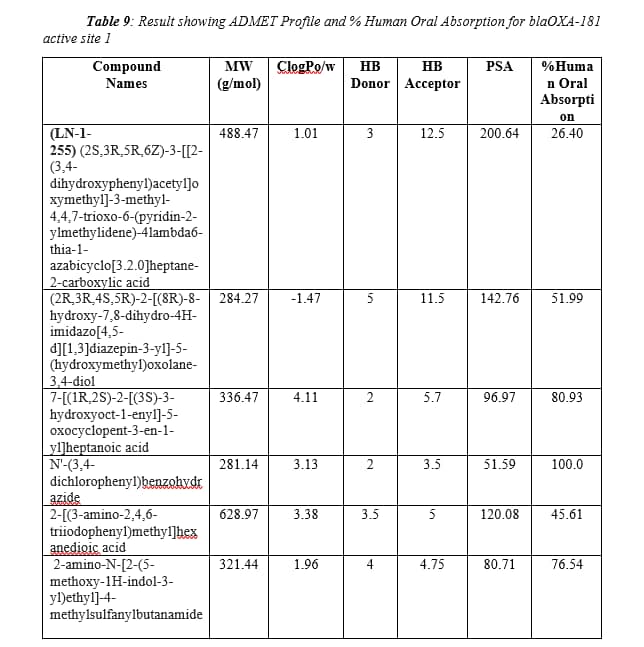 Table 9: Result showing ADMET Profile and % Human Oral Absorption for blaOXA-181
active site 1
Compound Names MW (g/mol) ClogPo/w HB Donor HB Acceptor PSA %Huma
n Oral
Absorpti
on
(LN-1- 488.47 1.01 3 12.5 200.64 26.40
255) (2S,3R,5R,6Z)-3-[[2-
(3,4-
dihydroxyphenyl)acetyl]o
xymethyl]-3-methyl-
4,4,7-trioxo-6-(pyridin-2-
ylmethylidene)-4lambda6-
thia-1-
azabicyclo[3.2.0]heptane-
2-carboxylic acid
(2R,3R,4S,5R)-2-[(8R)-8- 284.27 -1.47 5 11.5 142.76 51.99
hydroxy-7,8-dihydro-4H-
imidazo[4,5-
d][1,3]diazepin-3-yl]-5-
(hydroxymethyl)oxolane-
3,4-diol
7-[(1R,2S)-2-[(3S)-3- 336.47 4.11 2 5.7 96.97 80.93
hydroxyoct-1-enyl]-5-
oxocyclopent-3-en-1-
yl]heptanoic acid
N'-(3,4- 281.14 3.13 2 3.5 51.59 100.0
dichlorophenyl)benzohydr
azide
2-[(3-amino-2,4,6- 628.97 3.38 3.5 5 120.08 45.61
triiodophenyl)methyl]hex
anedioic acid
2-amino-N-[2-(5- 321.44 1.96 4 4.75 80.71 76.54
methoxy-1H-indol-3-
yl)ethyl]-4-
methylsulfanylbutanamide